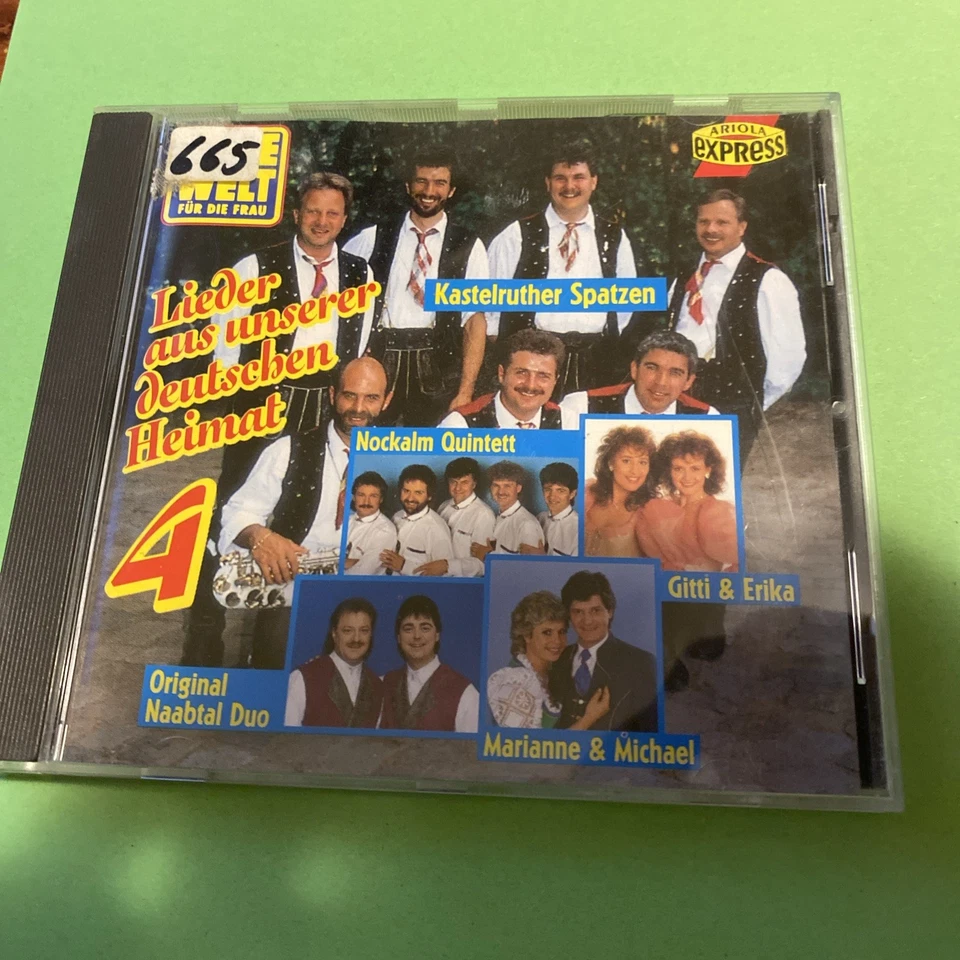 665
E
WELT
FÜR DIE FRAU
ARIOLA
EXPRESS
Kastelruther Spatzen
Lieder
aus unserer
deutschen
Heimat
4
Nockalm Quintett
Gitti & Erika
Original
Naabtal Duo
Marianne & Michael